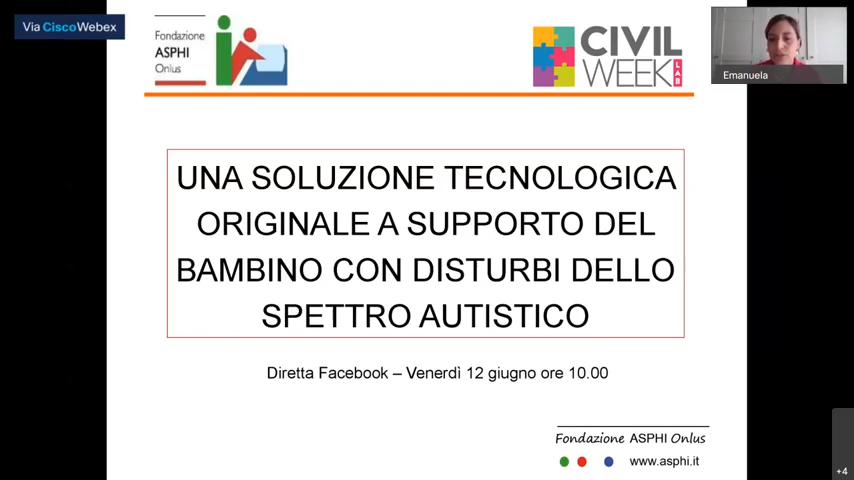 Via CiscoWebex
Fondazione
ASPHI
Onlus
CIVIL
WEEK
LAB
Emanuela
UNA SOLUZIONE TECNOLOGICA
ORIGINALE A SUPPORTO DEL
BAMBINO CON DISTURBI DELLO
SPETTRO AUTISTICO
Diretta Facebook – Venerdì 12 giugno ore 10.00
Fondazione ASPHI Onlus
www.asphi.it
+4